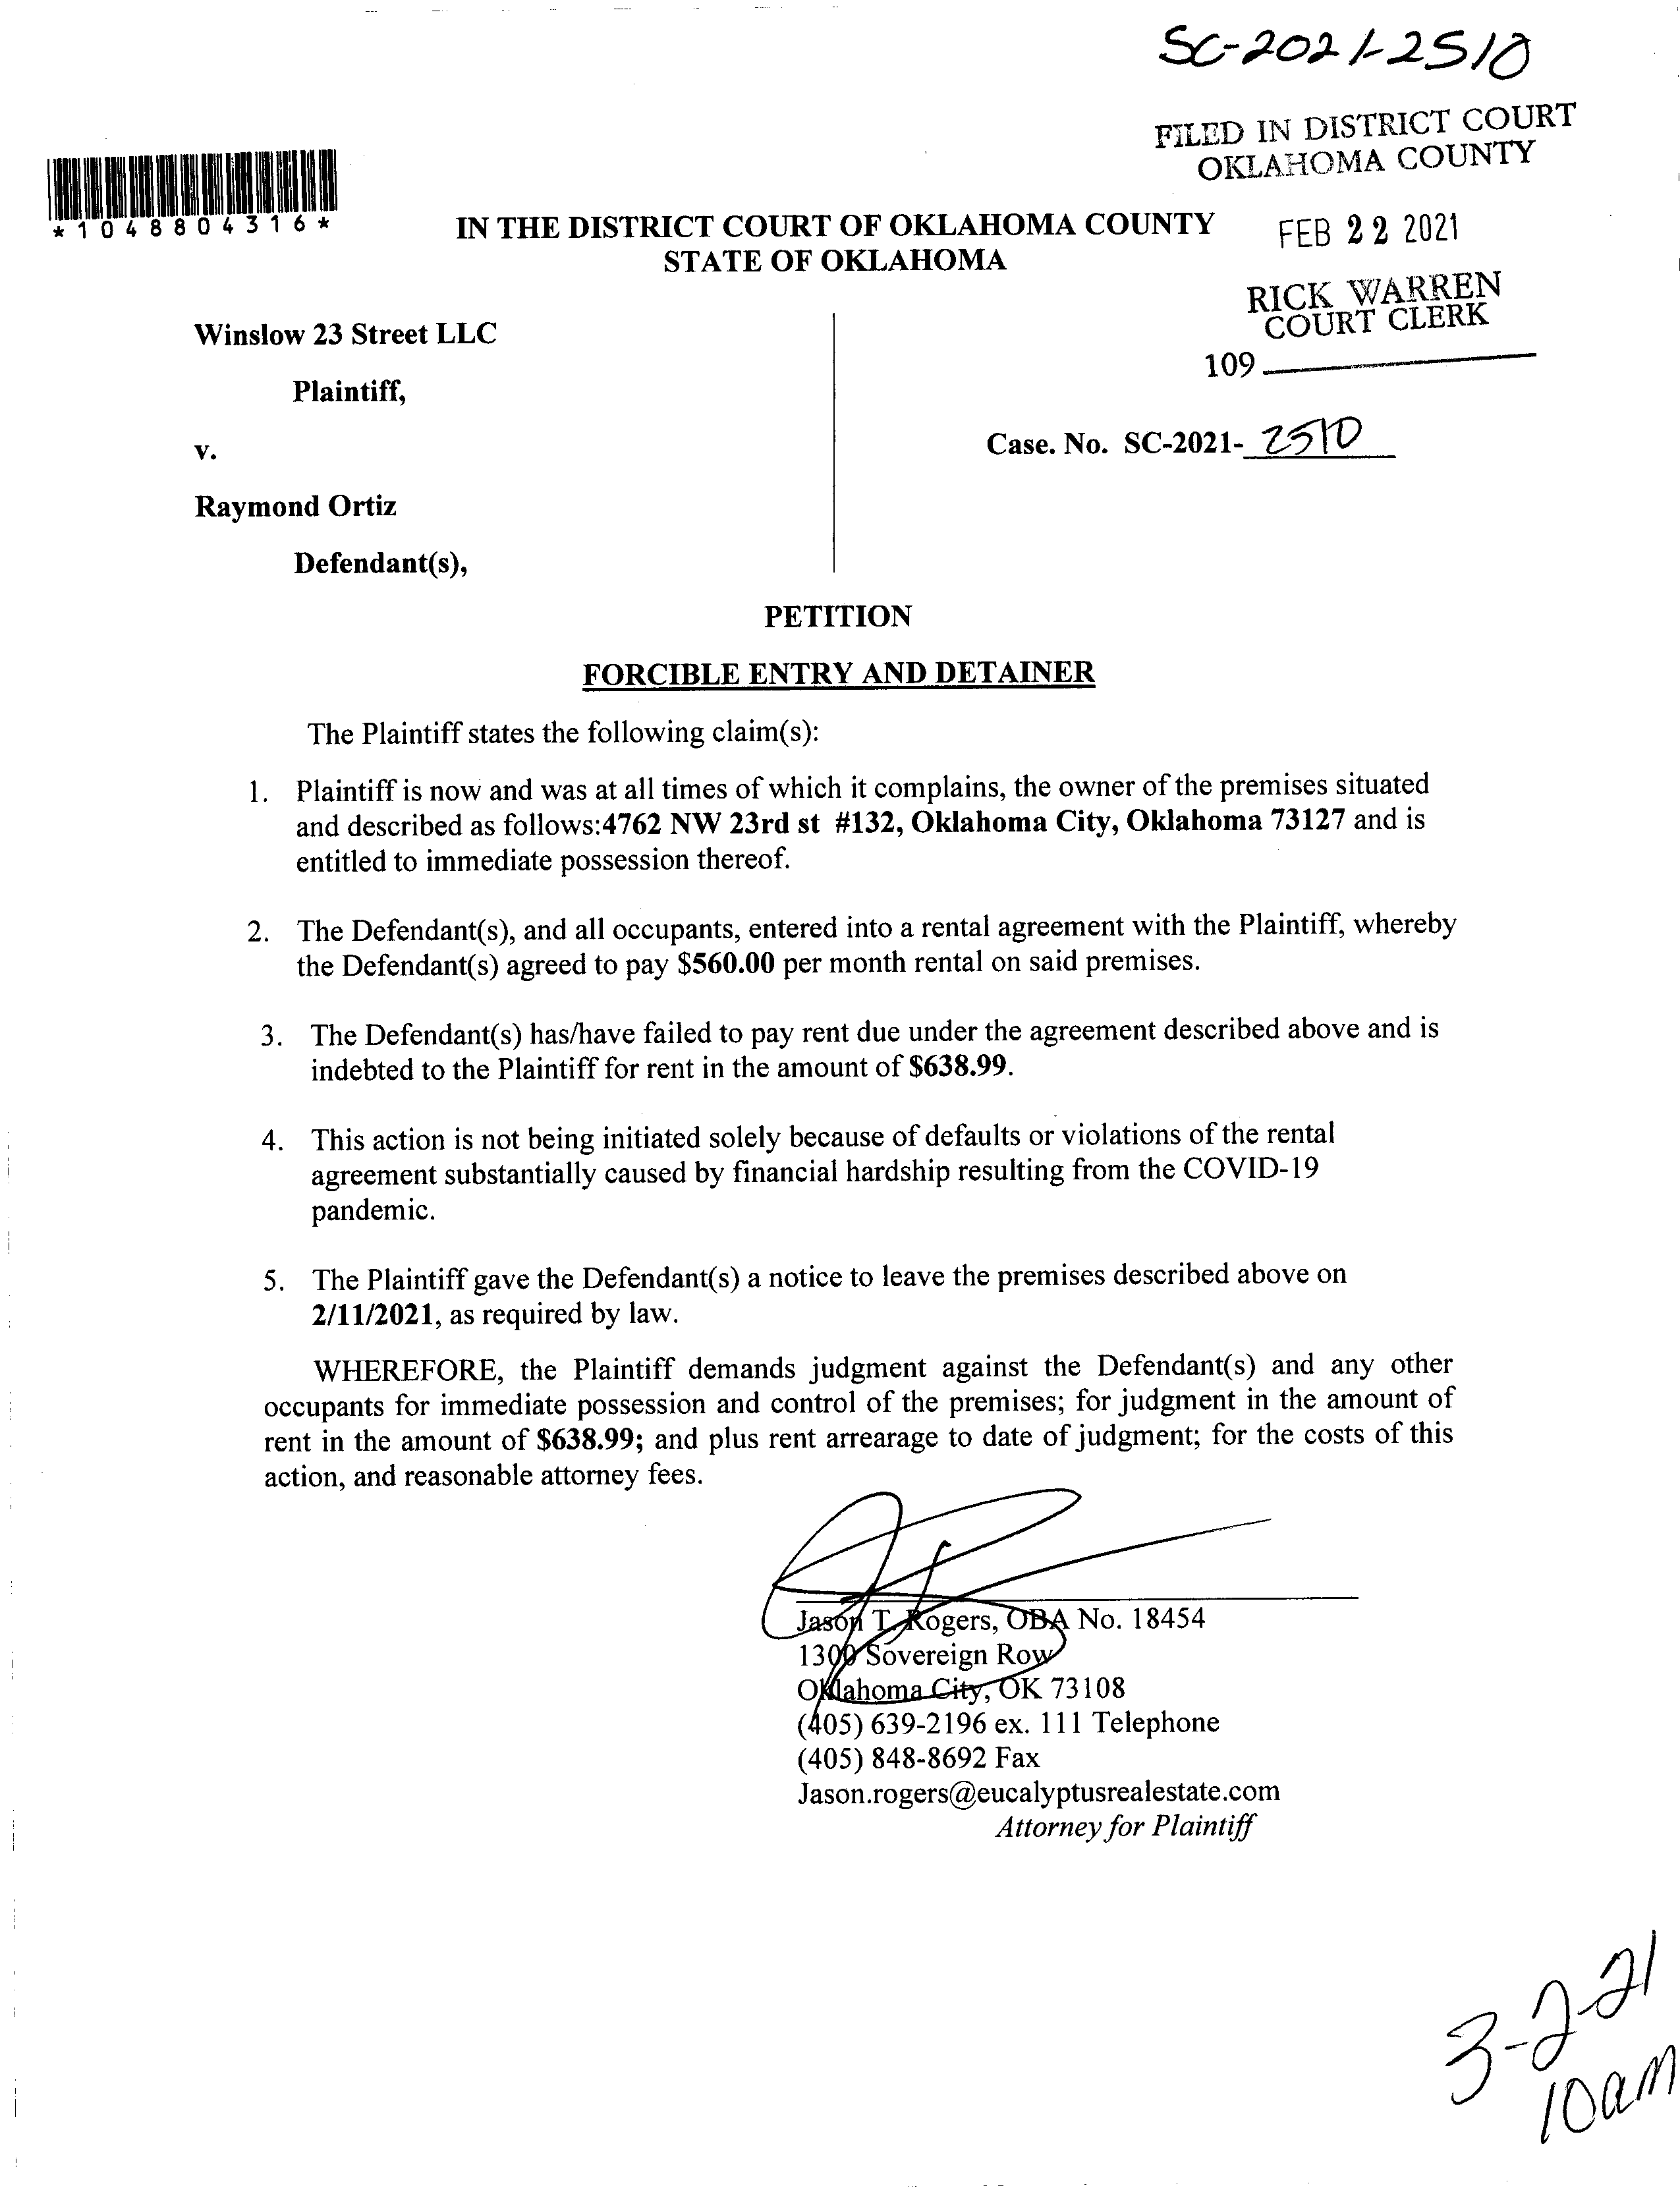 SC-2021-2510
FILED IN DISTRICT COURT
OKLAHOMA COUNTY
*1048804316*
IN THE DISTRICT COURT OF OKLAHOMA COUNTY
STATE OF OKLAHOMA
FEB 22 2021
RICK WARREN
COURT CLERK
109
Winslow 23 Street LLC
Plaintiff,
v.
Case. No. SC-2021- 2510
Raymond Ortiz
Defendant(s),
PETITION
FORCIBLE ENTRY AND DETAINER
The Plaintiff states the following claim(s):
1. Plaintiff is now and was at all times of which it complains, the owner of the premises situated
and described as follows:4762 NW 23rd st #132, Oklahoma City, Oklahoma 73127 and is
entitled to immediate possession thereof.
2. The Defendant(s), and all occupants, entered into a rental agreement with the Plaintiff, whereby
the Defendant(s) agreed to pay $560.00 per month rental on said premises.
3. The Defendant(s) has/have failed to pay rent due under the agreement described above and is
indebted to the Plaintiff for rent in the amount of $638.99.
4. This action is not being initiated solely because of defaults or violations of the rental
agreement substantially caused by financial hardship resulting from the COVID-19
pandemic.
5. The Plaintiff gave the Defendant(s) a notice to leave the premises described above on
2/11/2021, as required by law.
WHEREFORE, the Plaintiff demands judgment against the Defendant(s) and any other
occupants for immediate possession and control of the premises; for judgment in the amount of
rent in the amount of $638.99; and plus rent arrearage to date of judgment; for the costs of this
action, and reasonable attorney fees.
Jason T. Rogers, OBA No. 18454
1300 Sovereign Row
Oklahoma City, OK 73108
(405) 639-2196 ex. 111 Telephone
(405) 848-8692 Fax
Jason.rogers@eucalyptusrealestate.com
Attorney for Plaintiff
3-2-21
10am